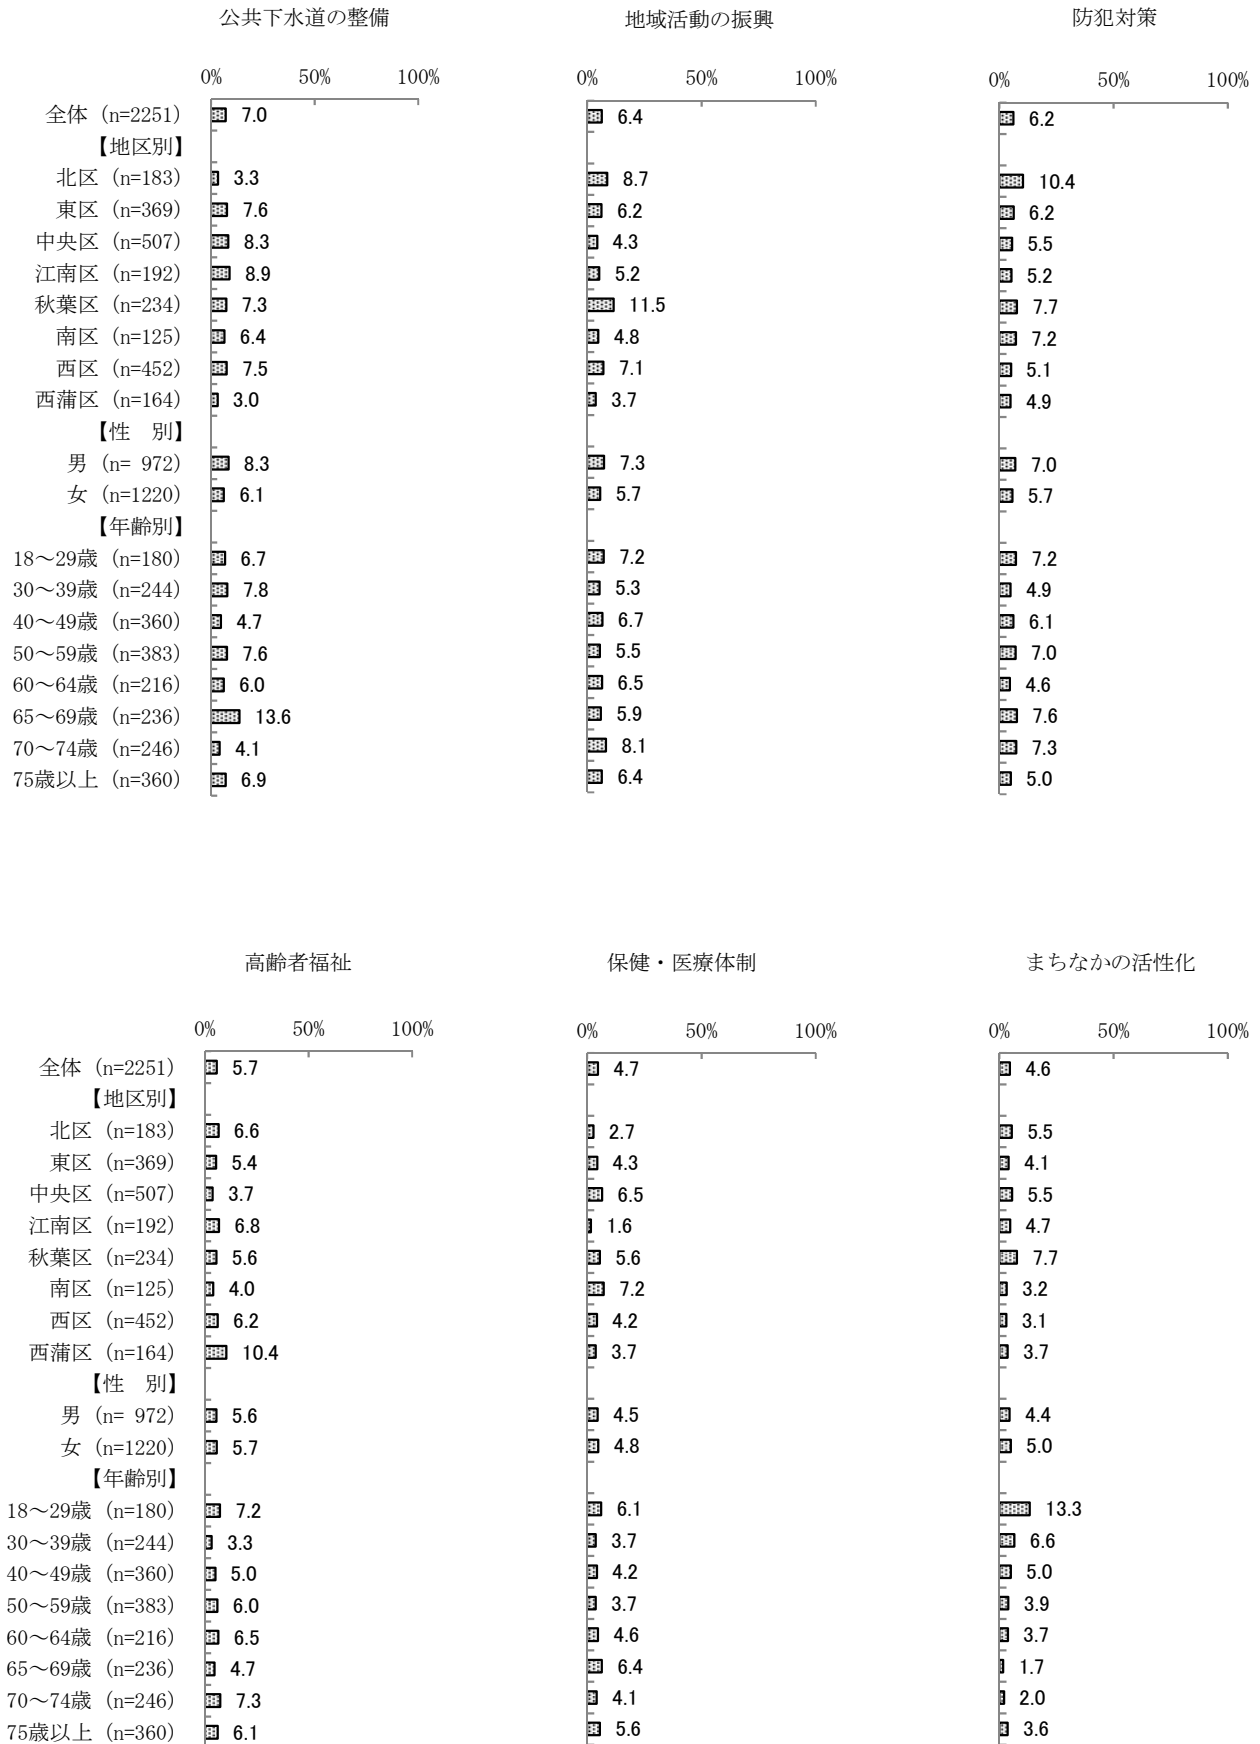 公共下水道の整備 地域活動の振興 防犯対策
0% 50% 100% 0% 50% 100% 0% 50% 100%
全体 (n=2251) 7.0 6.4 6.2
【地区別】
北区 (n=183) 3.3 8.7 10.4
東区 (n=369) 7.6 6.2 6.2
中央区 (n=507) 8.3 4.3 5.5
江南区 (n=192) 8.9 5.2 5.2
秋葉区 (n=234) 7.3 11.5 7.7
南区 (n=125) 6.4 4.8 7.2
西区 (n=452) 7.5 7.1 5.1
西蒲区 (n=164) 3.0 3.7 4.9
【性　別】
男 (n= 972) 8.3 7.3 7.0
女 (n=1220) 6.1 5.7 5.7
【年齢別】
18～29歳 (n=180) 6.7 7.2 7.2
30～39歳 (n=244) 7.8 5.3 4.9
40～49歳 (n=360) 4.7 6.7 6.1
50～59歳 (n=383) 7.6 5.5 7.0
60～64歳 (n=216) 6.0 6.5 4.6
65～69歳 (n=236) 13.6 5.9 7.6
70～74歳 (n=246) 4.1 8.1 7.3
75歳以上 (n=360) 6.9 6.4 5.0
高齢者福祉 保健・医療体制 まちなかの活性化
0% 50% 100% 0% 50% 100% 0% 50% 100%
全体 (n=2251) 5.7 4.7 4.6
【地区別】
北区 (n=183) 6.6 2.7 5.5
東区 (n=369) 5.4 4.3 4.1
中央区 (n=507) 3.7 6.5 5.5
江南区 (n=192) 6.8 1.6 4.7
秋葉区 (n=234) 5.6 5.6 7.7
南区 (n=125) 4.0 7.2 3.2
西区 (n=452) 6.2 4.2 3.1
西蒲区 (n=164) 10.4 3.7 3.7
【性　別】
男 (n= 972) 5.6 4.5 4.4
女 (n=1220) 5.7 4.8 5.0
【年齢別】
18～29歳 (n=180) 7.2 6.1 13.3
30～39歳 (n=244) 3.3 3.7 6.6
40～49歳 (n=360) 5.0 4.2 5.0
50～59歳 (n=383) 6.0 3.7 3.9
60～64歳 (n=216) 6.5 4.6 3.7
65～69歳 (n=236) 4.7 6.4 1.7
70～74歳 (n=246) 7.3 4.1 2.0
75歳以上 (n=360) 6.1 5.6 3.6